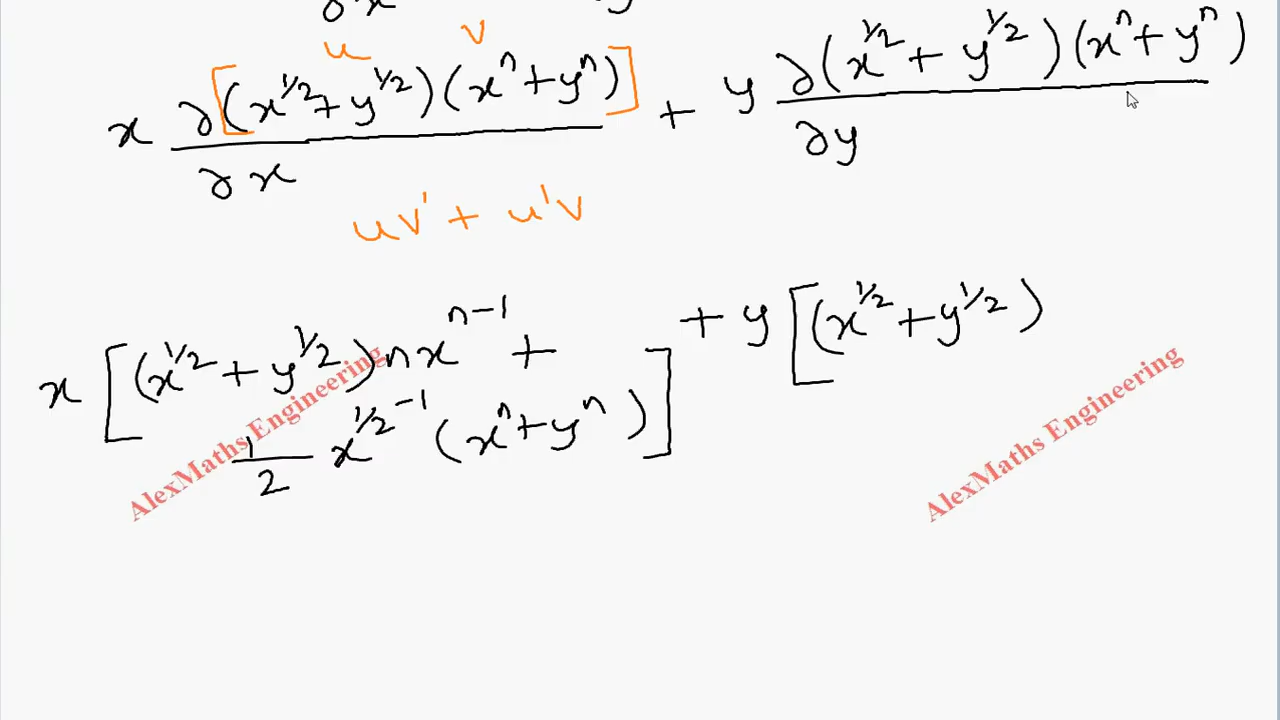 ∂x
u v
x ∂[(x^{1/2} + y^{1/2})(x^n + y^n)] / ∂x + y ∂(x^{1/2} + y^{1/2})(x^n + y^n) / ∂y
uv' + u'v
x [(x^{1/2} + y^{1/2}) n x^{n-1} + 1/2 x^{1/2 - 1} (x^n + y^n)] + y [(x^{1/2} + y^{1/2})
AlexMaths Engineering
AlexMaths Engineering